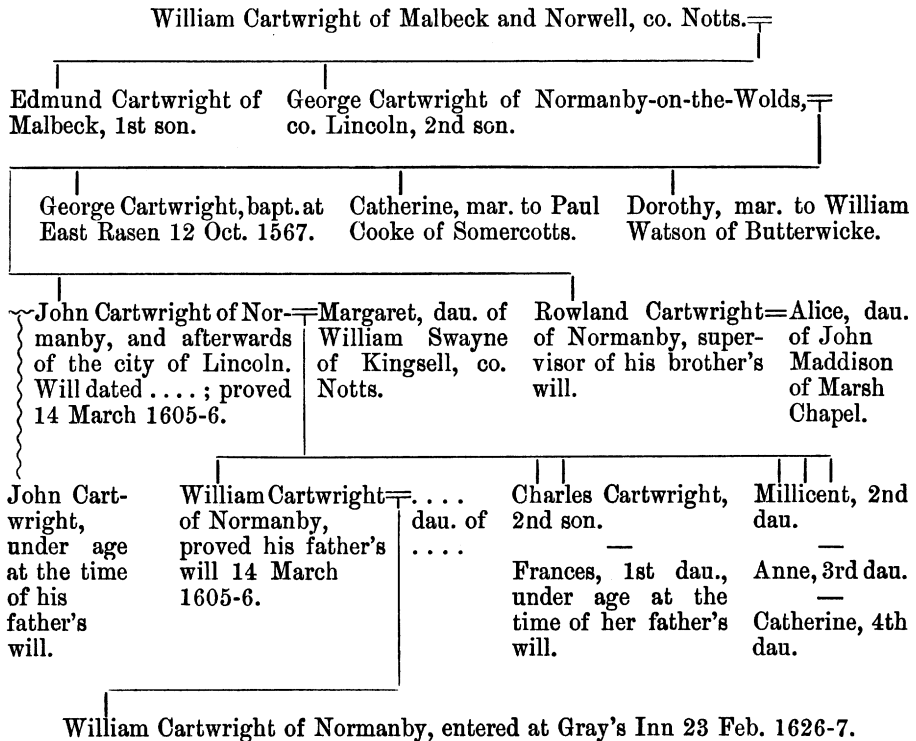 William Cartwright of Malbeck and Norwell, co. Notts.
Edmund Cartwright of
Malbeck, 1st son.
George Cartwright of Normanby-on-the-Wolds,
co. Lincoln, 2nd son.
George Cartwright, bapt. at
East Rasen 12 Oct. 1567.
Catherine, mar. to Paul
Cooke of Somercotts.
Dorothy, mar. to William
Watson of Butterwicke.
John Cartwright of Nor-
manby, and afterwards
of the city of Lincoln.
Will dated . . . . ; proved
14 March 1605-6.
Margaret, dau. of
William Swayne
of Kingsell, co.
Notts.
Rowland Cartwright
of Normanby, super-
visor of his brother's
will.
Alice, dau.
of John
Maddison
of Marsh
Chapel.
John Cart-
wright,
under age
at the time
of his
father's
will.
William Cartwright
of Normanby,
proved his father's
will 14 March
1605-6.
. . . .
dau. of
. . . .
Charles Cartwright,
2nd son.
—
Frances, 1st dau.,
under age at the
time of her father's
will.
Millicent, 2nd
dau.
—
Anne, 3rd dau.
—
Catherine, 4th
dau.
William Cartwright of Normanby, entered at Gray's Inn 23 Feb. 1626-7.